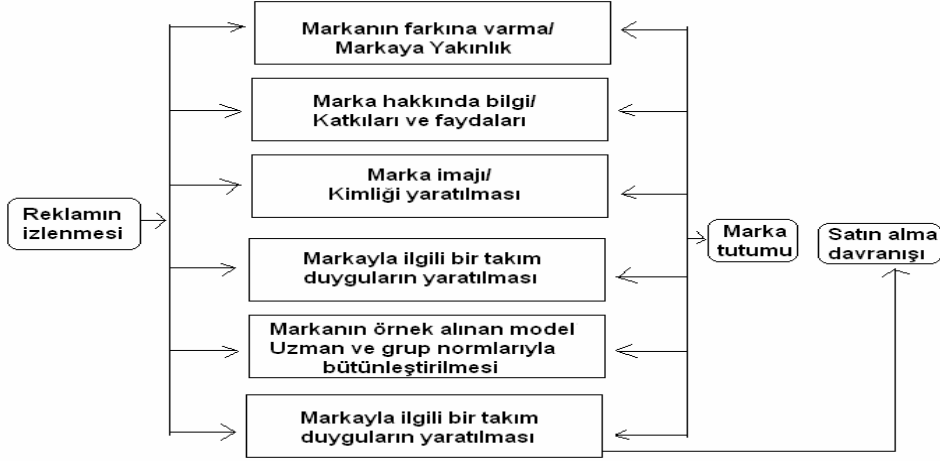 Markanın farkına varma/
Markaya Yakınlık
Marka hakkında bilgi/
Katkıları ve faydaları
Marka imajı/
Kimliği yaratılması
Reklamın
izlenmesi
Marka
tutumu
Satın alma
davranışı
Markayla ilgili bir takım
duyguların yaratılması
Markanın örnek alınan model
Uzman ve grup normlarıyla
bütünleştirilmesi
Markayla ilgili bir takım
duyguların yaratılması